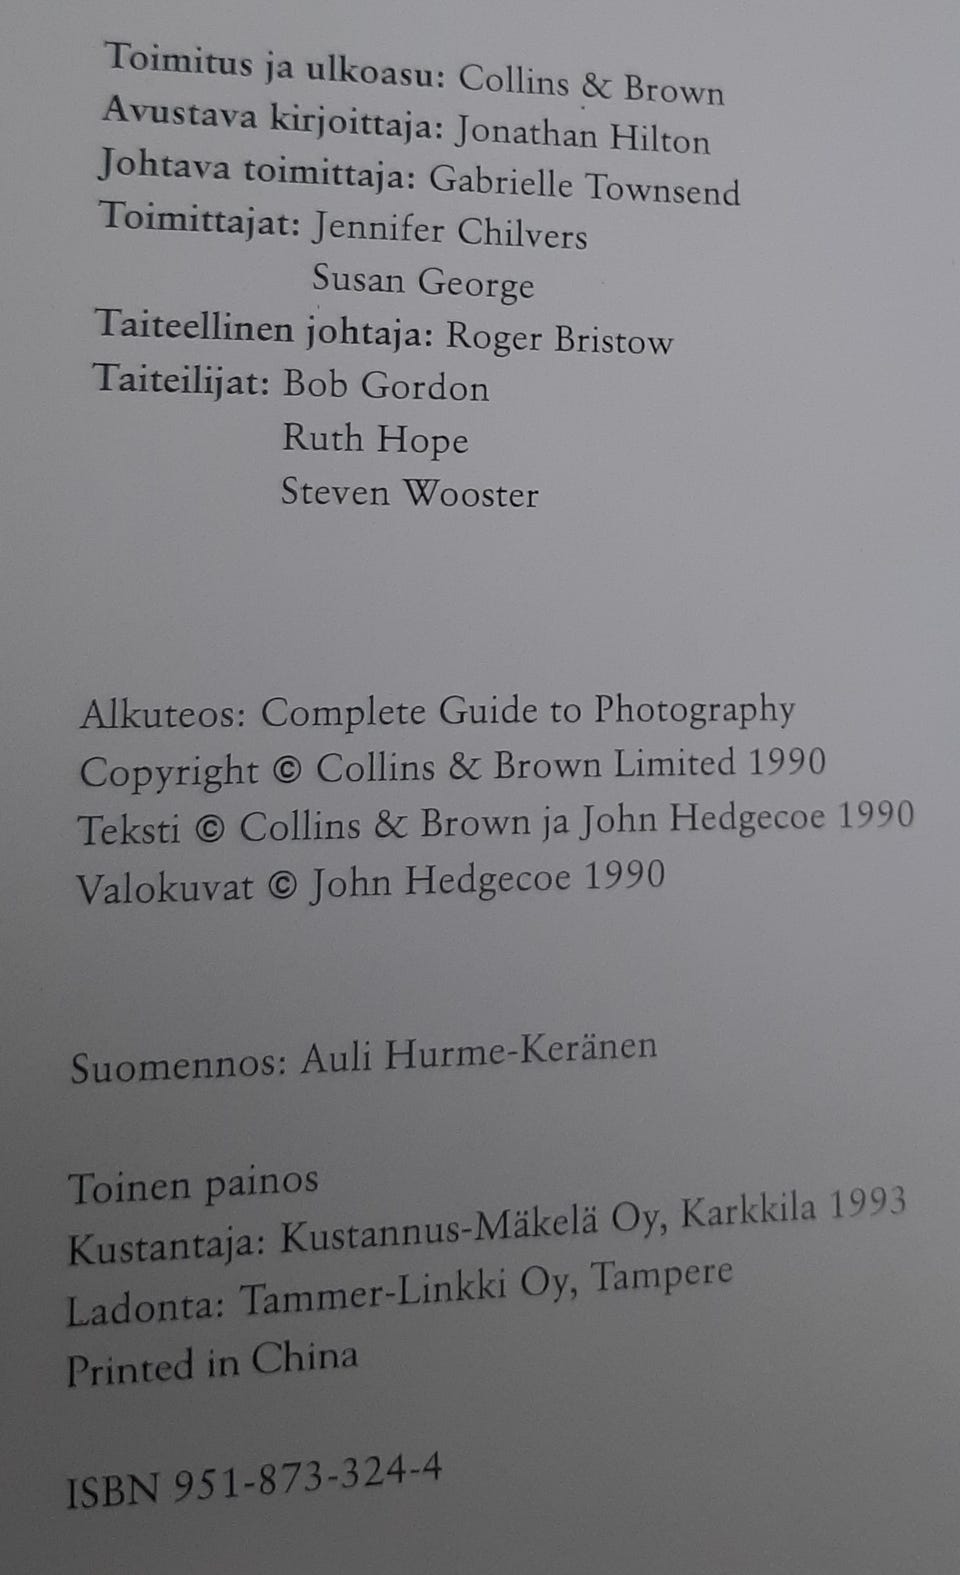 Toimitus ja ulkoasu: Collins & Brown
Avustava kirjoittaja: Jonathan Hilton
Johtava toimittaja: Gabrielle Townsend
Toimittajat: Jennifer Chilvers
Susan George
Taiteellinen johtaja: Roger Bristow
Taiteilijat: Bob Gordon
Ruth Hope
Steven Wooster
Alkuteos: Complete Guide to Photography
Copyright © Collins & Brown Limited 1990
Teksti © Collins & Brown ja John Hedgecoe 1990
Valokuvat © John Hedgecoe 1990
Suomennos: Auli Hurme-Keränen
Toinen painos
Kustantaja: Kustannus-Mäkelä Oy, Karkkila 1993
Ladonta: Tammer-Linkki Oy, Tampere
Printed in China
ISBN 951-873-324-4